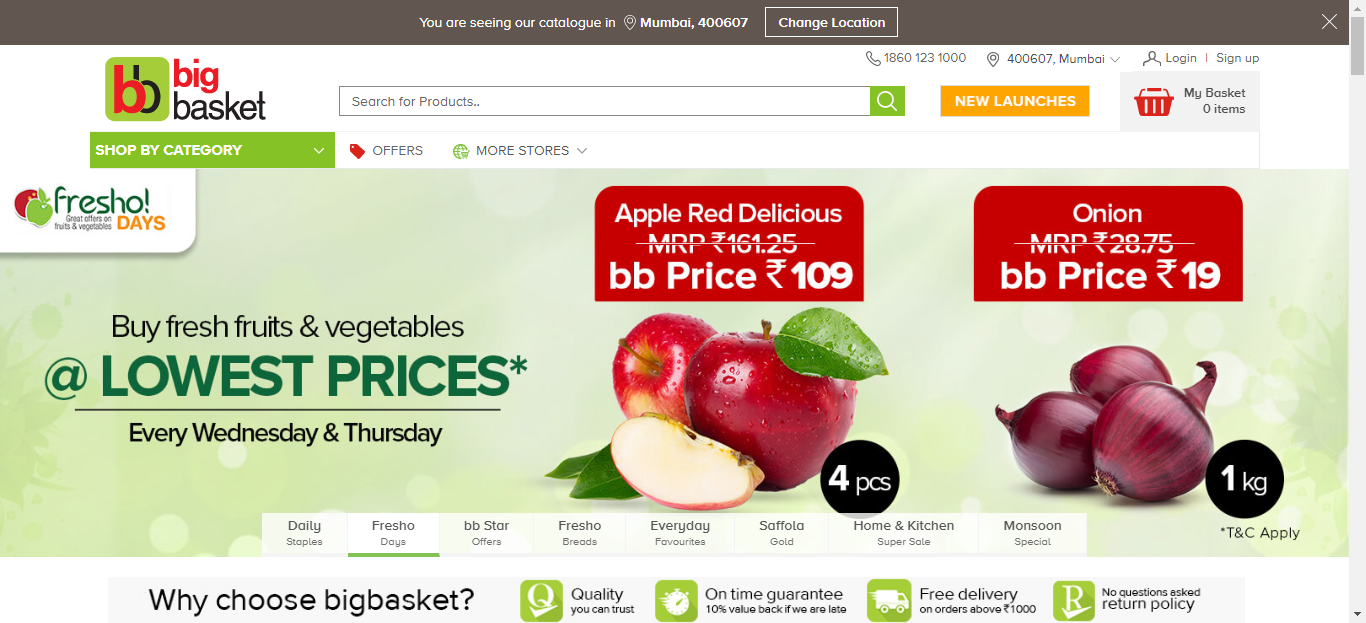 You are seeing our catalogue in Mumbai, 400607 Change Location
1860 123 1000 400607, Mumbai Login | Sign up
bb big basket
Search for Products..
NEW LAUNCHES
My Basket
0 items
SHOP BY CATEGORY OFFERS MORE STORES
fresho!
Great offers on
fruits & vegetables DAYS
Buy fresh fruits & vegetables
@ LOWEST PRICES*
Every Wednesday & Thursday
Apple Red Delicious
MRP ₹161.25
bb Price ₹109
4 pcs
Onion
MRP ₹28.75
bb Price ₹19
1 kg
*T&C Apply
Daily
Staples
Fresho
Days
bb Star
Offers
Fresho
Breads
Everyday
Favourites
Saffola
Gold
Home & Kitchen
Super Sale
Monsoon
Special
Why choose bigbasket?
Q
Quality
you can trust
On time guarantee
10% value back if we are late
Free delivery
on orders above ₹1000
R
No questions asked
return policy